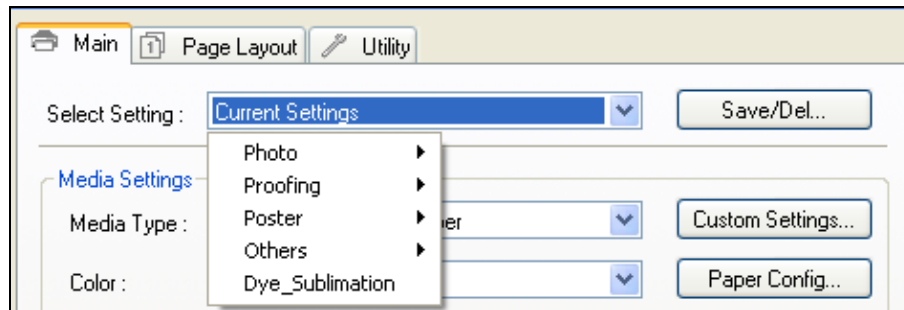 Main Page Layout Utility
Select Setting : Current Settings Save/Del...
Photo
Media Settings
Proofing
Media Type : Poster Custom Settings...
Others
Color : Dye_Sublimation Paper Config...